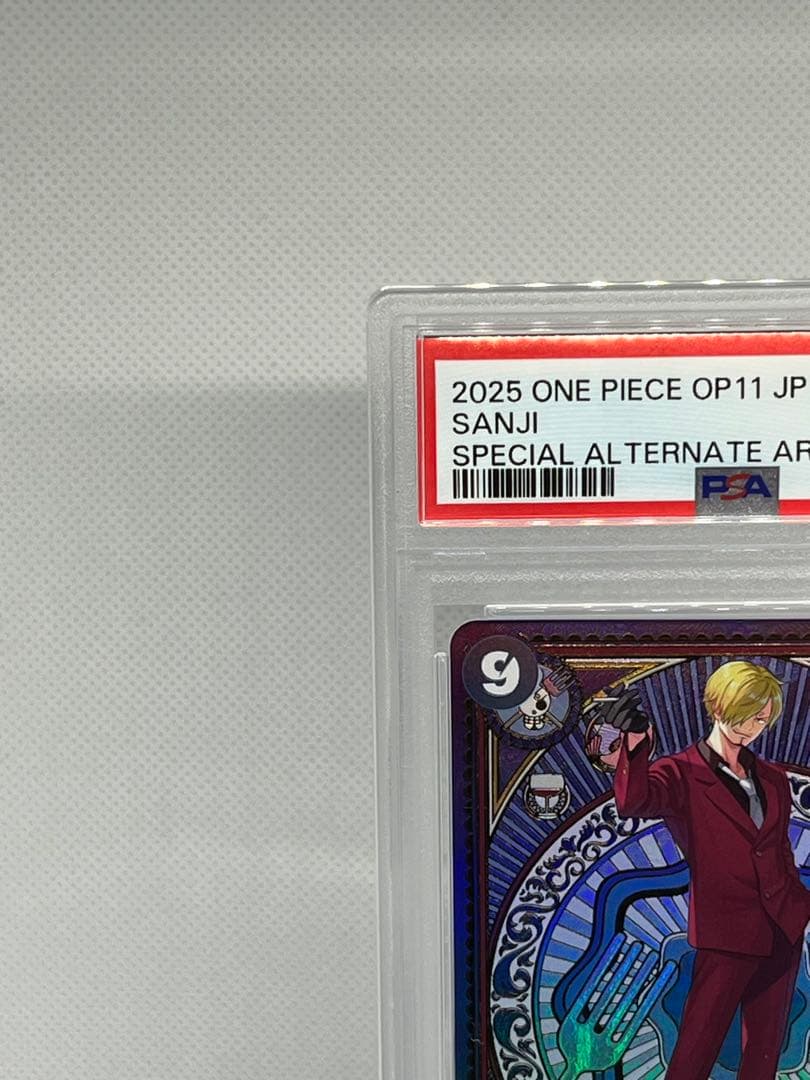 2025 ONE PIECE OP11 JP
SANJI
SPECIAL ALTERNATE AR
PSA
9